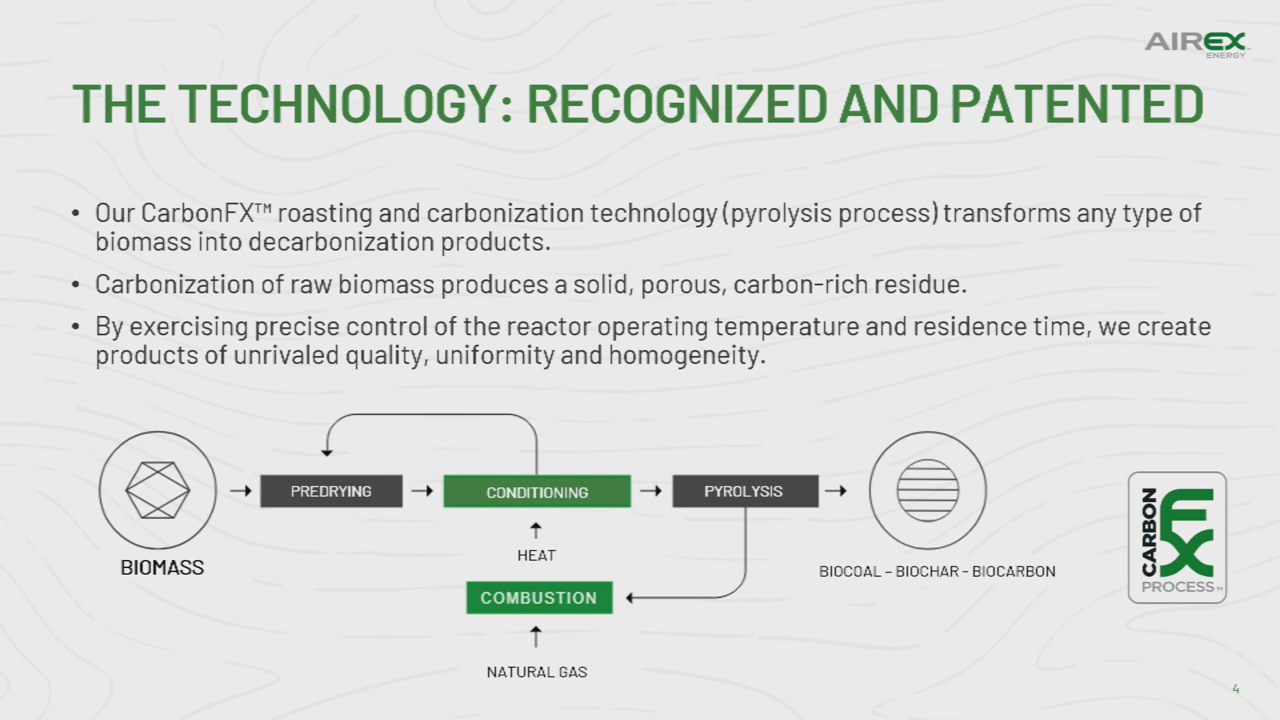 AIREX
ENERGY
THE TECHNOLOGY: RECOGNIZED AND PATENTED
• Our CarbonFX™ roasting and carbonization technology (pyrolysis process) transforms any type of
biomass into decarbonization products.
• Carbonization of raw biomass produces a solid, porous, carbon-rich residue.
• By exercising precise control of the reactor operating temperature and residence time, we create
products of unrivaled quality, uniformity and homogeneity.
PREDRYING
CONDITIONING
PYROLYSIS
HEAT
BIOMASS
BIOCOAL – BIOCHAR - BIOCARBON
COMBUSTION
NATURAL GAS
CARBON
FX
PROCESS™
4